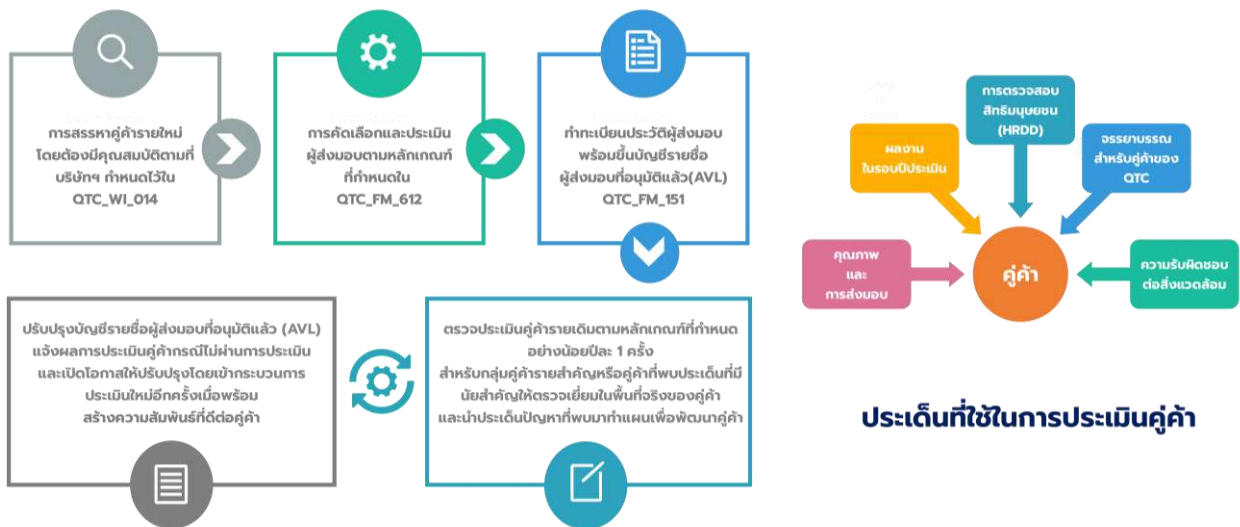 การสรรหาคู่ค้ารายใหม่
โดยต้องมีคุณสมบัติตามที่
บริษัทฯ กำหนดไว้ใน
QTC_WI_014
การคัดเลือกและประเมิน
ผู้ส่งมอบตามหลักเกณฑ์
ที่กำหนดใน
QTC_FM_612
ทำทะเบียนประวัติผู้ส่งมอบ
พร้อมขึ้นบัญชีรายชื่อ
ผู้ส่งมอบที่อนุมัติแล้ว(AVL)
QTC_FM_151
ตรวจประเมินคู่ค้ารายเดิมตามหลักเกณฑ์ที่กำหนด
อย่างน้อยปีละ 1 ครั้ง
สำหรับกลุ่มคู่ค้ารายสำคัญหรือคู่ค้าที่พบประเด็นที่มี
นัยสำคัญให้ตรวจเยี่ยมในพื้นที่จริงของคู่ค้า
และนำประเด็นปัญหาที่พบมาทำแผนเพื่อพัฒนาคู่ค้า
ปรับปรุงบัญชีรายชื่อผู้ส่งมอบที่อนุมัติแล้ว (AVL)
แจ้งผลการประเมินคู่ค้ากรณีไม่ผ่านการประเมิน
และเปิดโอกาสให้ปรับปรุงโดยเข้ากระบวนการ
ประเมินใหม่อีกครั้งเมื่อพร้อม
สร้างความสัมพันธ์ที่ดีต่อคู่ค้า
คุณภาพ
และ
การส่งมอบ
ผลงาน
ในรอบปีประเมิน
การตรวจสอบ
สิทธิมนุษยชน
(HRDD)
จรรยาบรรณ
สำหรับคู่ค้าของ
QTC
ความรับผิดชอบ
ต่อสิ่งแวดล้อม
คู่ค้า
ประเด็นที่ใช้ในการประเมินคู่ค้า